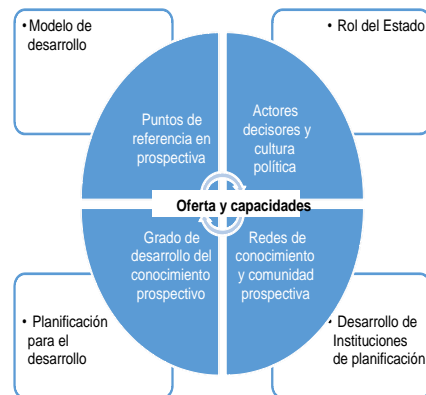 • Modelo de
desarrollo
• Rol del Estado
Puntos de
referencia en
prospectiva
Actores
decisores y
cultura
política
Oferta y capacidades
Grado de
desarrollo del
conocimiento
prospectivo
Redes de
conocimiento
y comunidad
prospectiva
• Planificación
para el
desarrollo
• Desarrollo de
Instituciones
de planificación